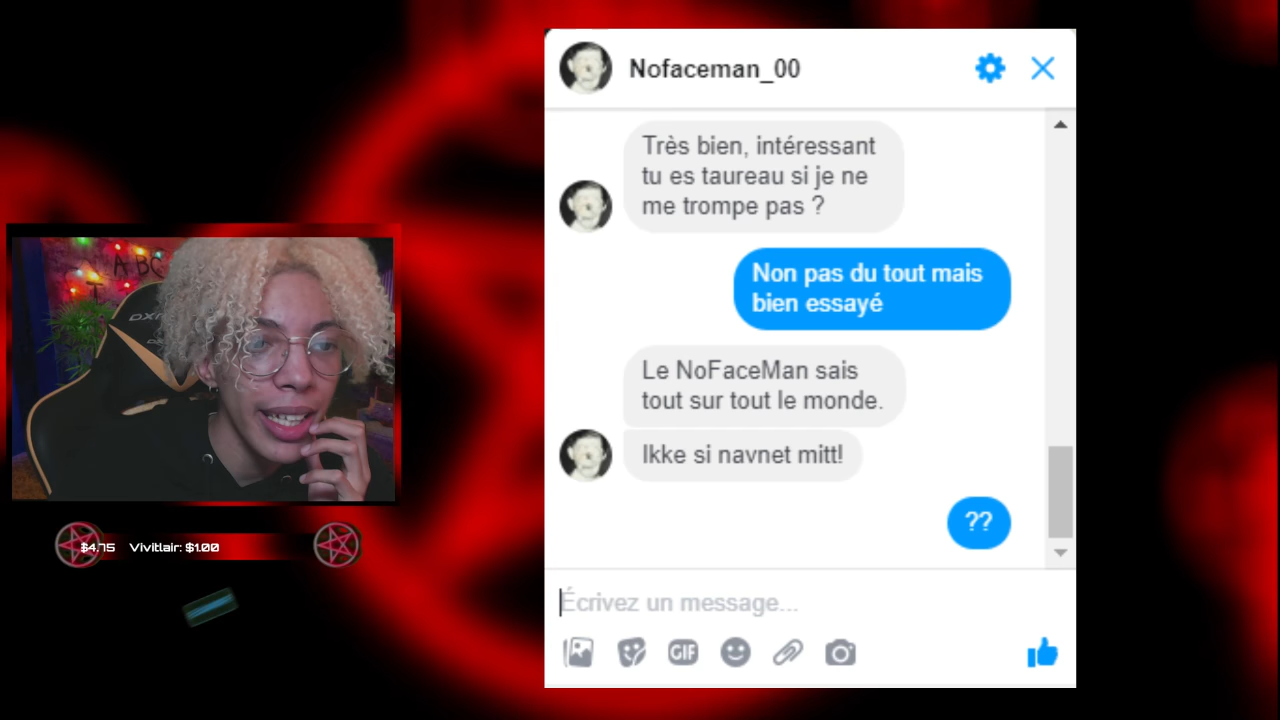 Nofaceman_00
Très bien, intéressant
tu es taureau si je ne
me trompe pas ?
Non pas du tout mais
bien essayé
Le NoFaceMan sais
tout sur tout le monde.
Ikke si navnet mitt!
??
Écrivez un message...
GIF
A BC
$4.75 Vivitlair: $1.00